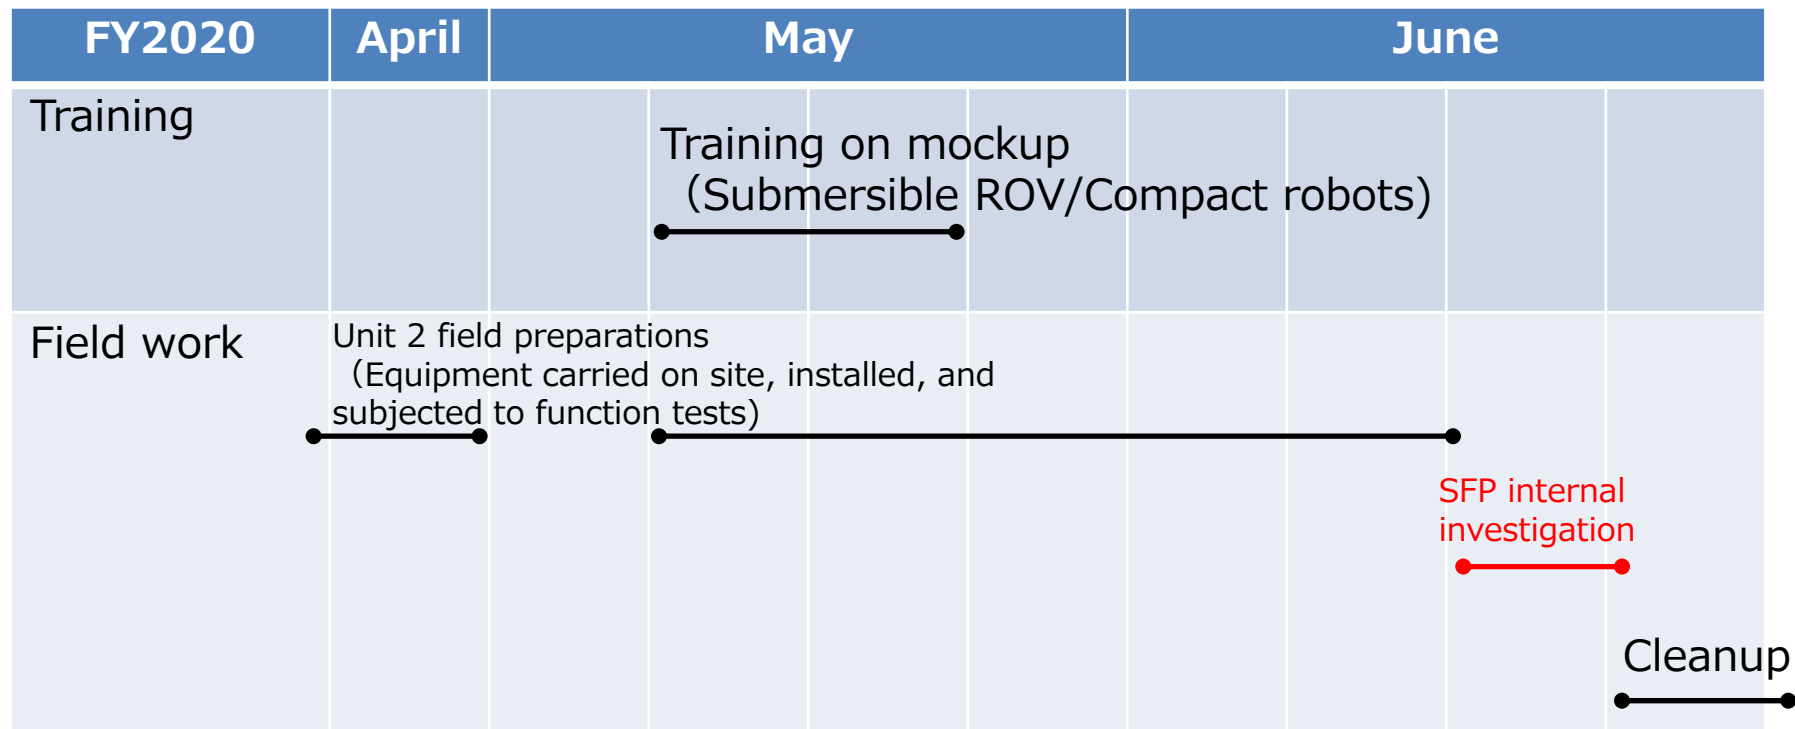 FY2020 April May June
Training
Training on mockup
（Submersible ROV/Compact robots)
Field work
Unit 2 field preparations
（Equipment carried on site, installed, and
subjected to function tests)
SFP internal
investigation
Cleanup